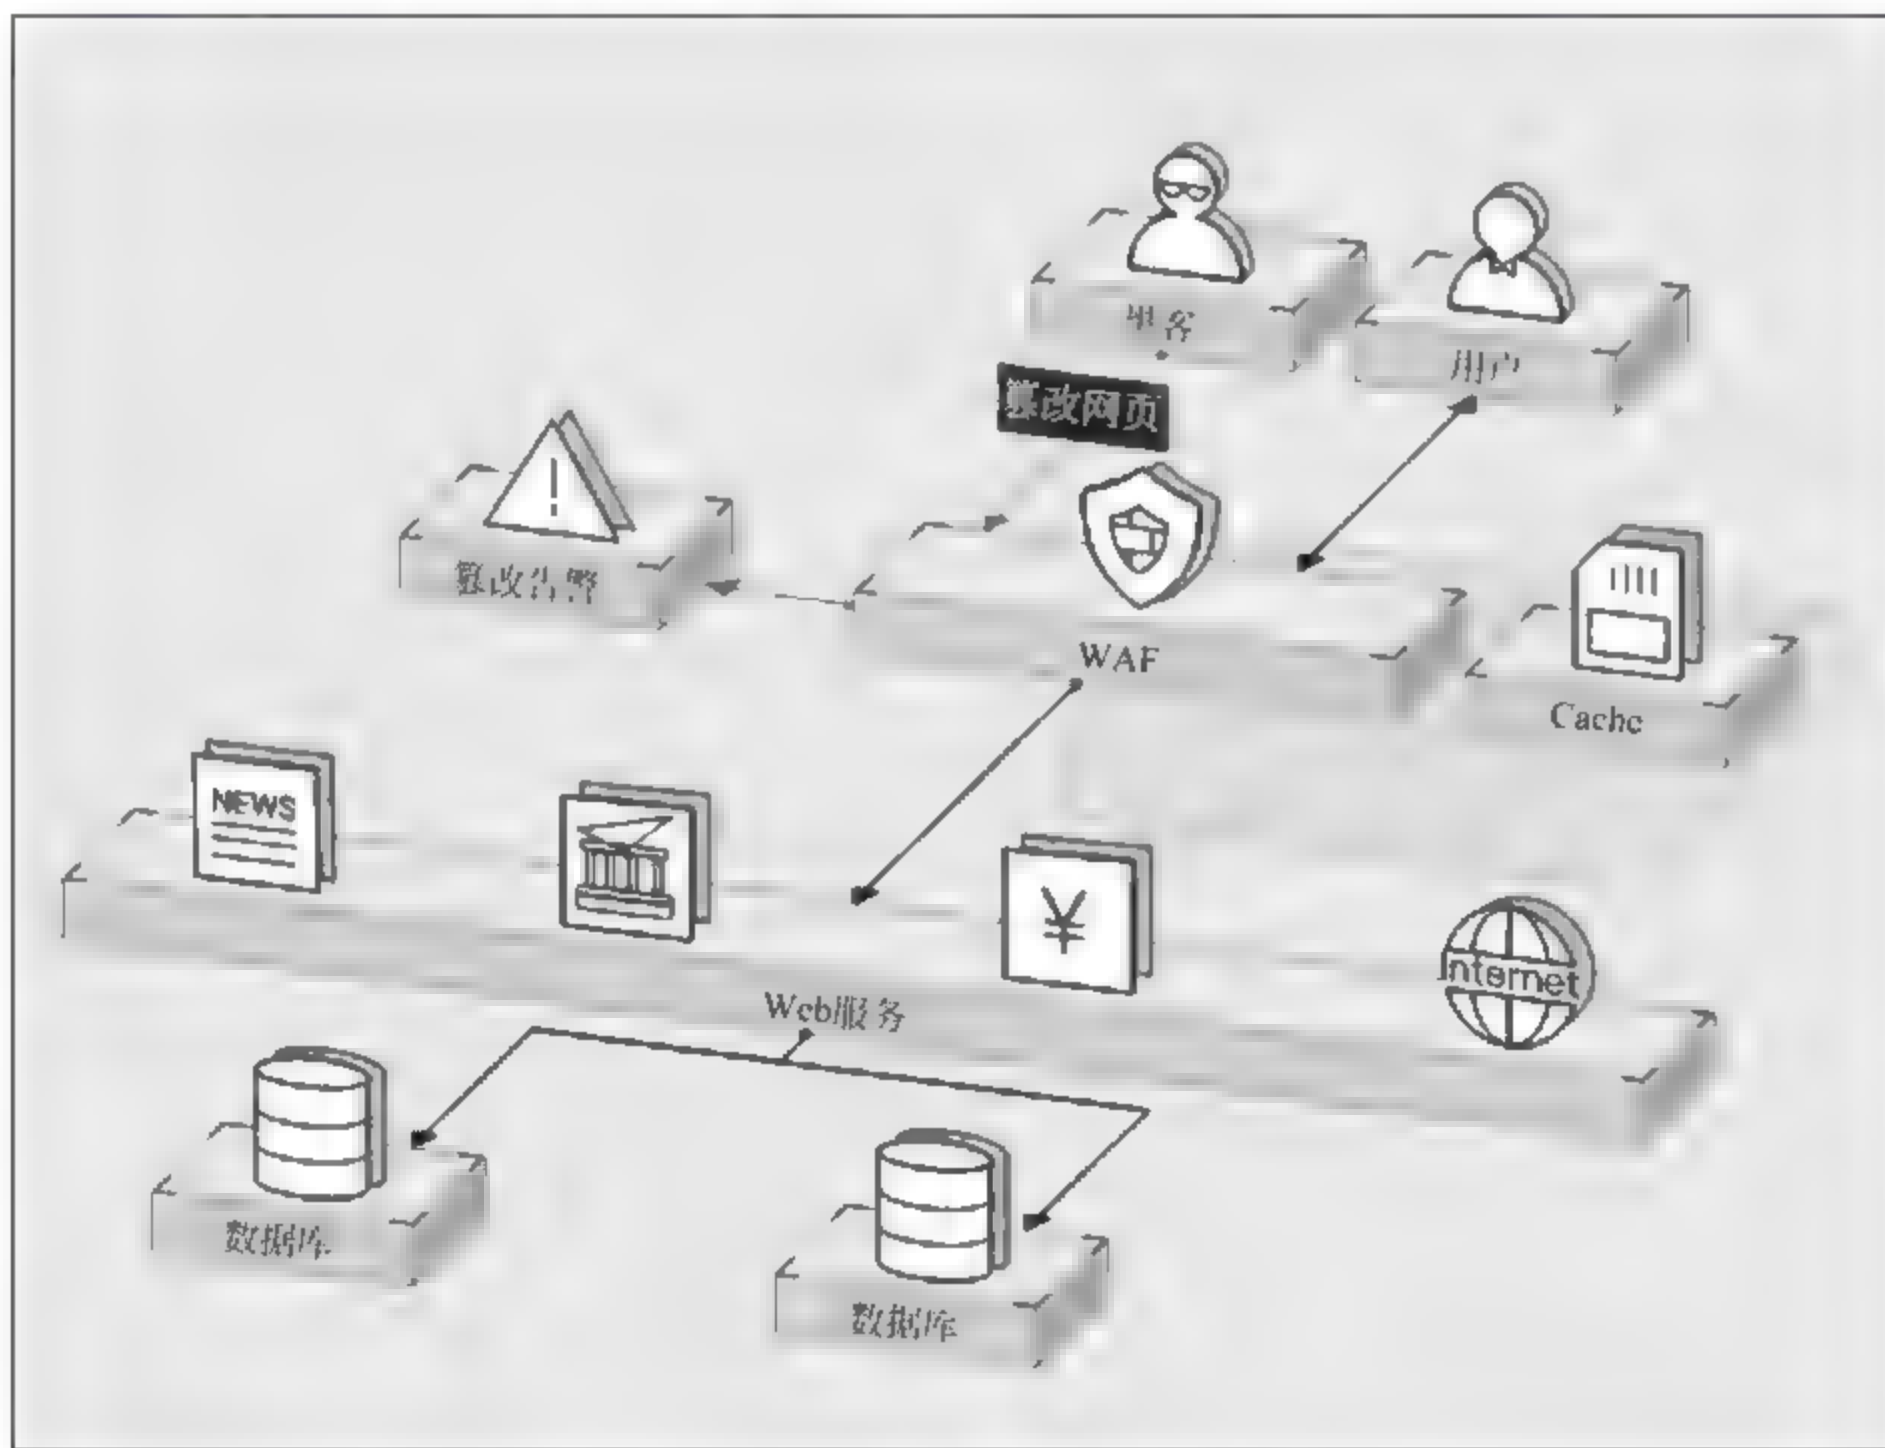 黑客
用户
篡改网页
篡改告警
WAF
Cache
NEWS
¥
Internet
Web服务
数据库
数据库